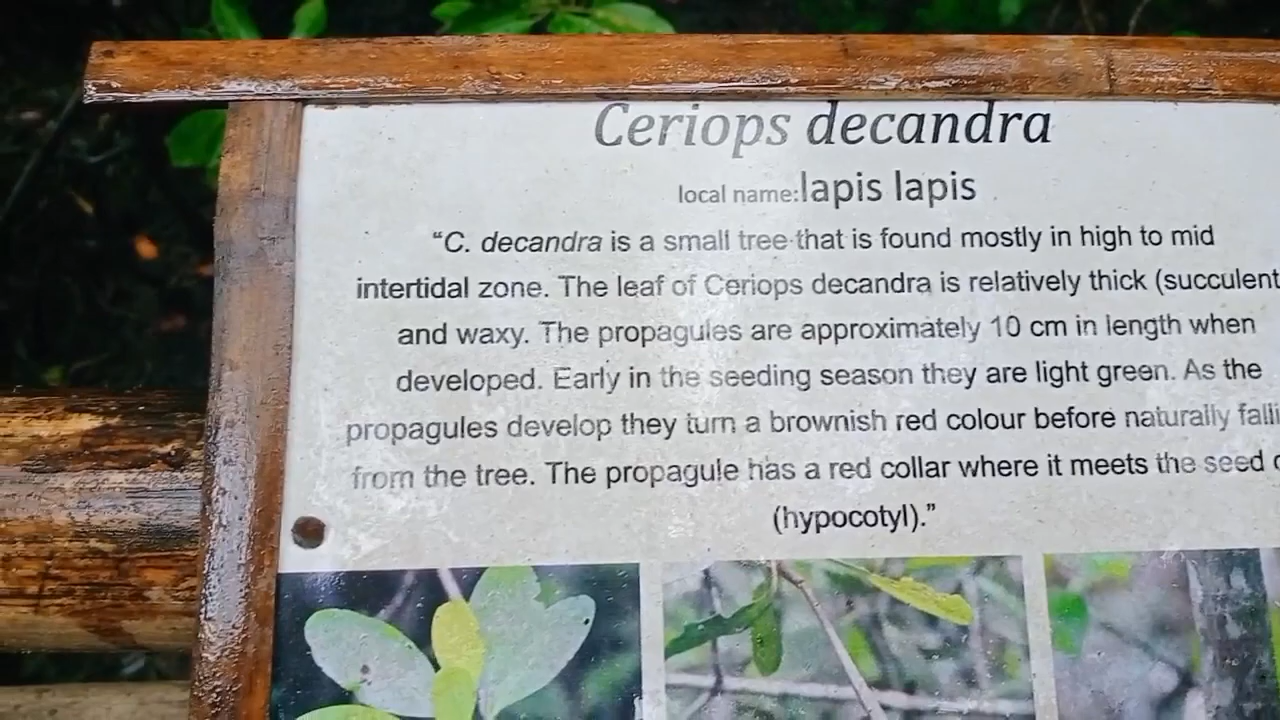 Ceriops decandra
local name:lapis lapis
“C. decandra is a small tree that is found mostly in high to mid
intertidal zone. The leaf of Ceriops decandra is relatively thick (succulent
and waxy. The propagules are approximately 10 cm in length when
developed. Early in the seeding season they are light green. As the
propagules develop they turn a brownish red colour before naturally
from the tree. The propagule has a red collar where it meets the seed
(hypocotyl).”